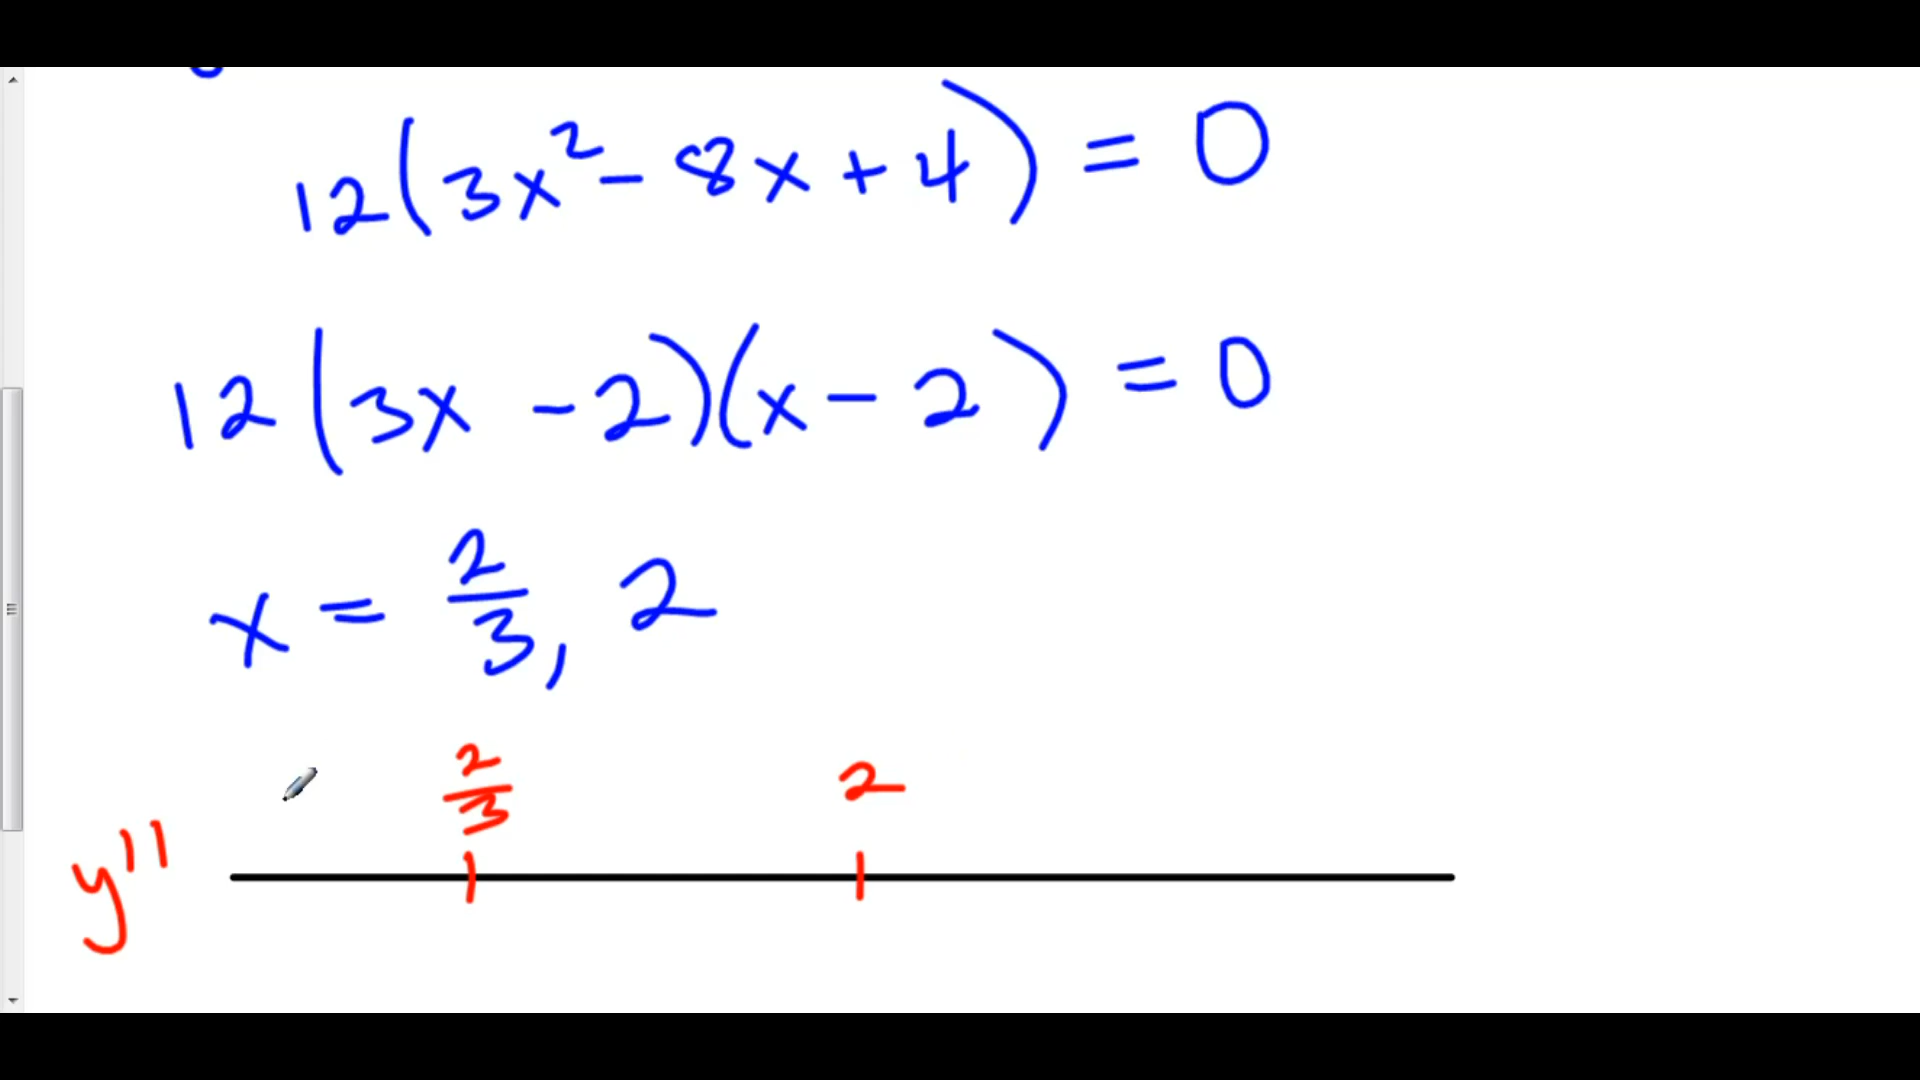 12(3x² - 8x + 4) = 0
12(3x - 2)(x - 2) = 0
x = 2/3, 2
2/3 2
y''